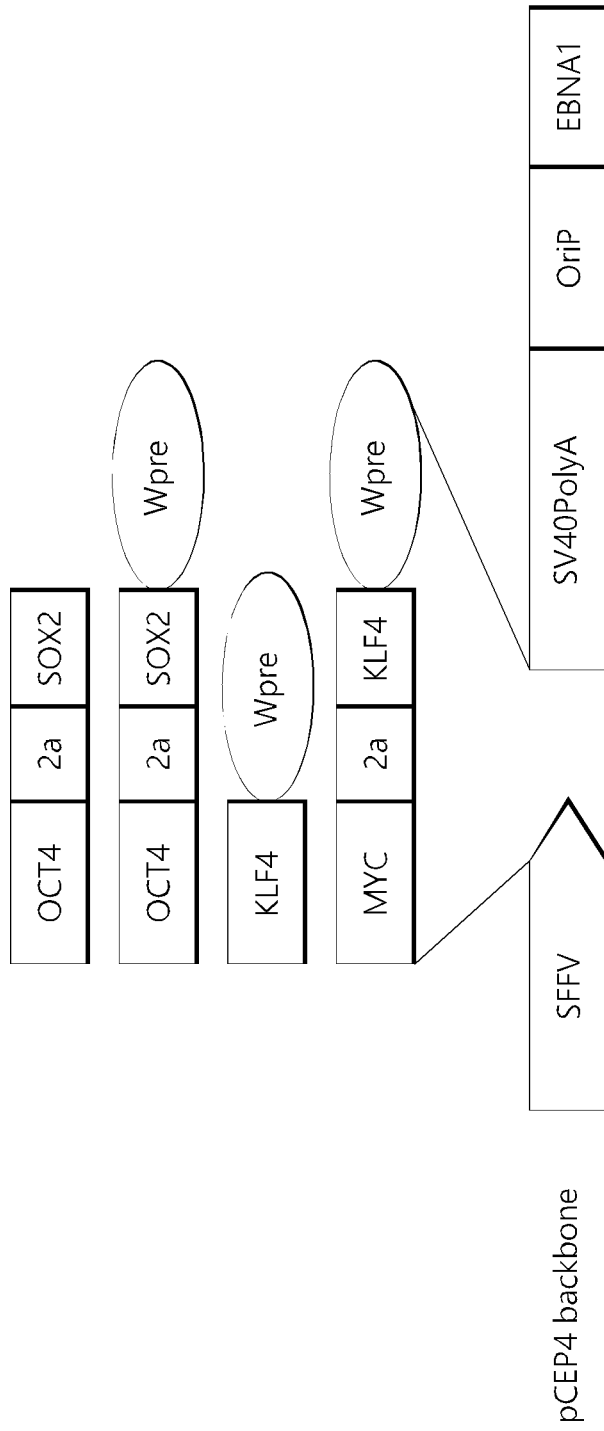 OCT4 2a SOX2
OCT4 2a SOX2 Wpre
KLF4 Wpre
MYC 2a KLF4 Wpre
pCEP4 backbone SFFV SV40PolyA OriP EBNA1